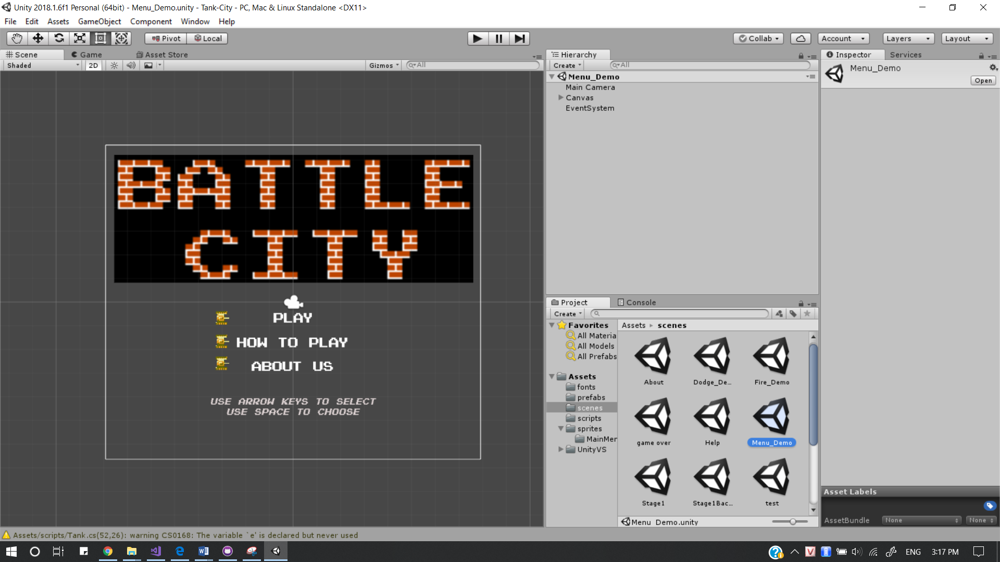 Unity 2018.1.6f1 Personal (64bit) - Menu_Demo.unity - Tank-City - PC, Mac & Linux Standalone <DX11>
File Edit Assets GameObject Component Window Help
Pivot Local Collab Account Layers Layout
Scene Game Asset Store
Shaded 2D Gizmos All
BATTLE
CITY
PLAY
HOW TO PLAY
ABOUT US
USE ARROW KEYS TO SELECT
USE SPACE TO CHOOSE
Hierarchy
Create All
Menu_Demo
Main Camera
Canvas
EventSystem
Project Console
Create
Favorites
All Materia
All Models
All Prefabs
Assets
fonts
prefabs
scenes
scripts
sprites
MainMer
UnityVS
Assets scenes
About Dodge_De... Fire_Demo
game over Help Menu_Demo
Stage1 Stage1Bac... test
Menu_Demo.unity
Inspector Services
Menu_Demo
Open
Asset Labels
AssetBundle None None
Assets/scripts/Tank.cs(52,26): warning CS0168: The variable `e' is declared but never used
ENG 3:17 PM